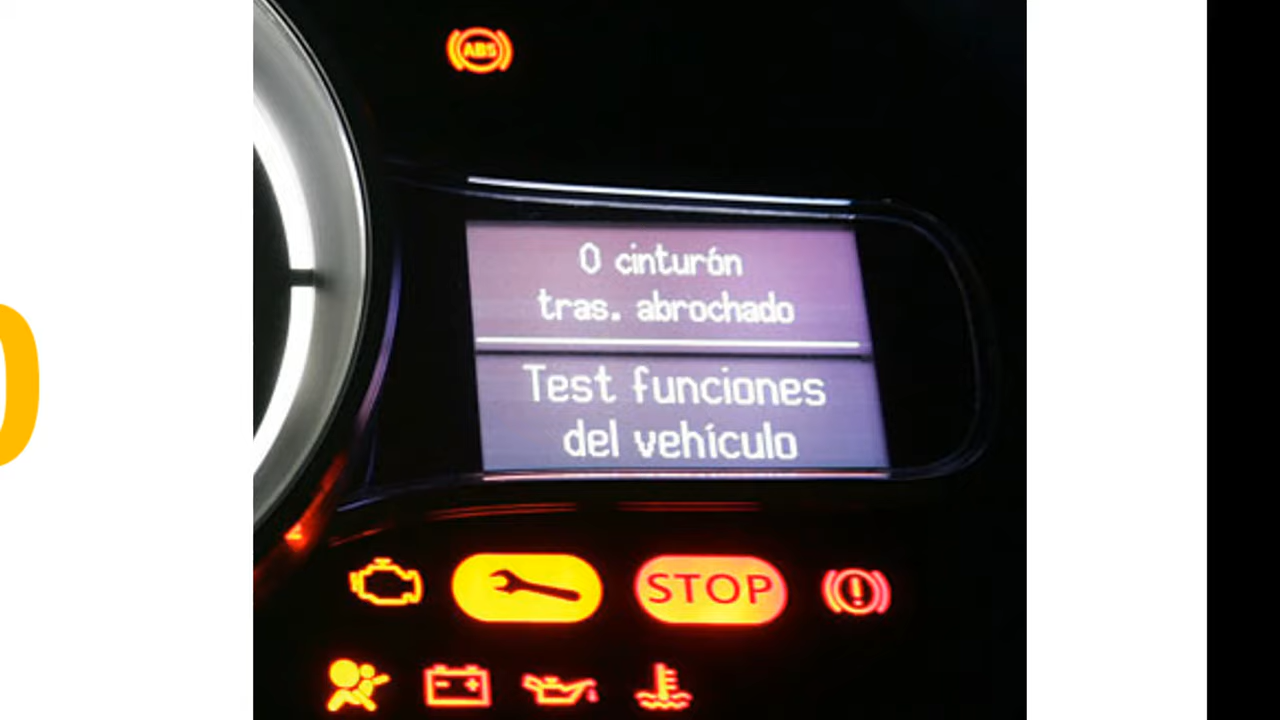 ABS
0 cinturón
tras. abrochado
Test funciones
del vehículo
STOP